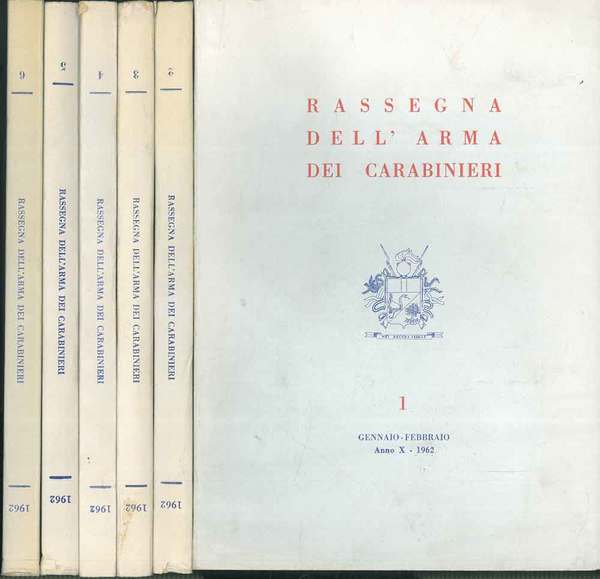 6
RASSEGNA DELL'ARMA DEI CARABINIERI
1962
5
RASSEGNA DELL'ARMA DEI CARABINIERI
1962
4
RASSEGNA DELL'ARMA DEI CARABINIERI
1962
3
RASSEGNA DELL'ARMA DEI CARABINIERI
1962
2
RASSEGNA DELL'ARMA DEI CARABINIERI
1962
RASSEGNA
DELL' ARMA
DEI CARABINIERI
1
GENNAIO - FEBBRAIO
Anno X - 1962